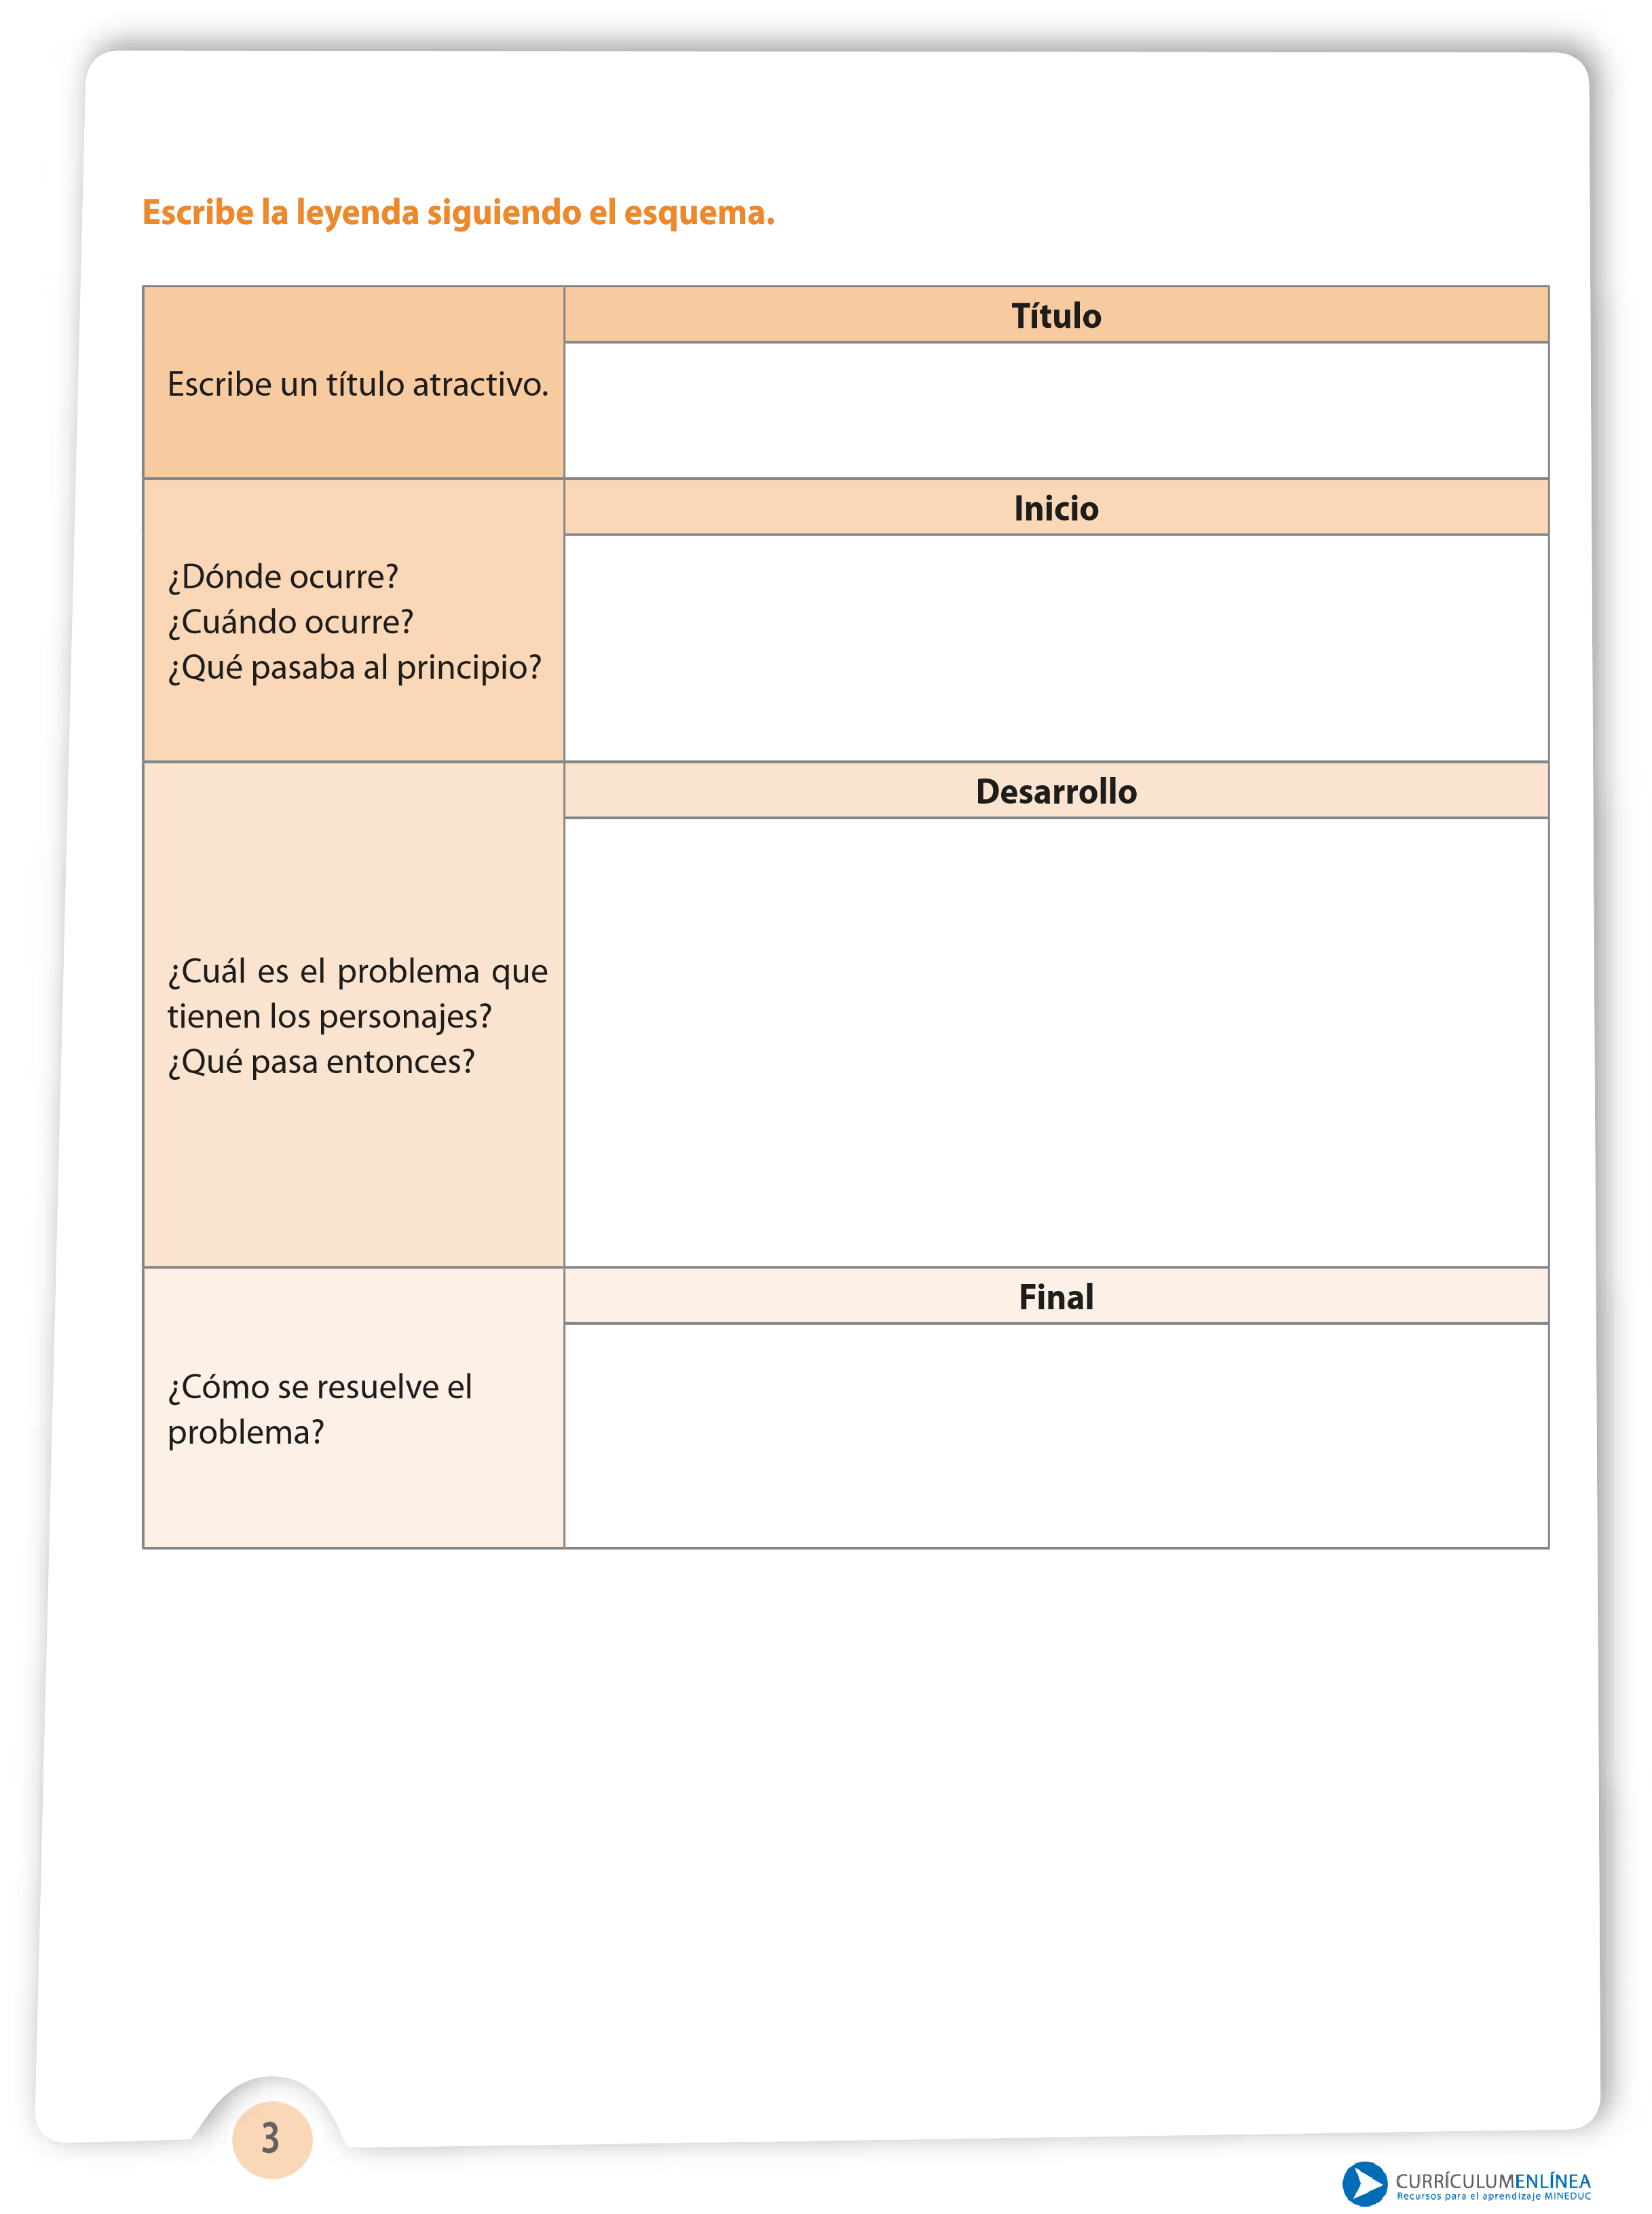 Escribe la leyenda siguiendo el esquema.
Título
Escribe un título atractivo.
Inicio
¿Dónde ocurre?
¿Cuándo ocurre?
¿Qué pasaba al principio?
Desarrollo
¿Cuál es el problema que
tienen los personajes?
¿Qué pasa entonces?
Final
¿Cómo se resuelve el
problema?
3
CURRÍCULUMENLÍNEA
Recursos para el aprendizaje MINEDUC